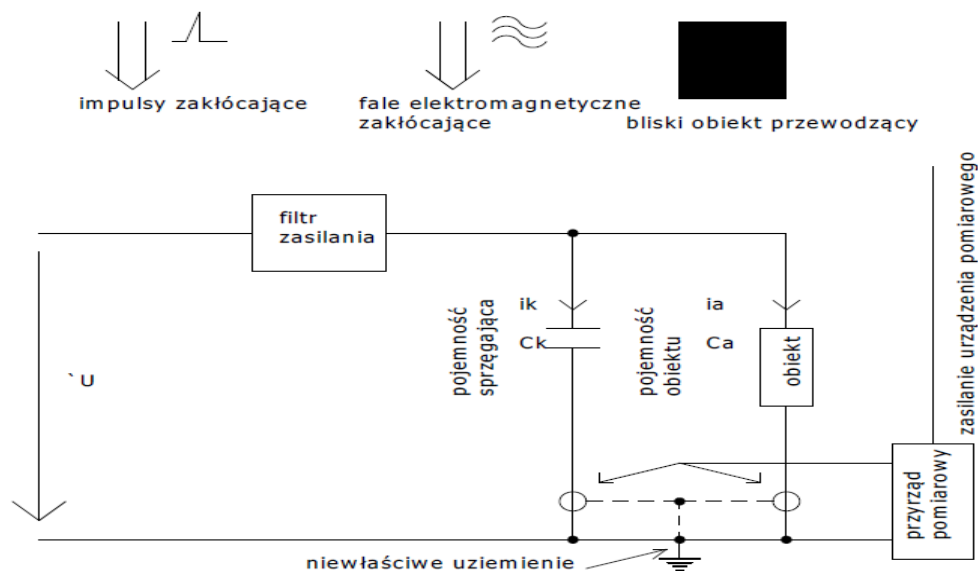 impulsy zakłócające
fale elektromagnetyczne
zakłócające
bliski obiekt przewodzący
zasilanie urządzenia pomiarowego
filtr
zasilania
pojemność
sprzęgająca
ik
Ck
pojemność
obiektu
ia
Ca
obiekt
`U
przyrząd
pomiarowy
niewłaściwe uziemienie